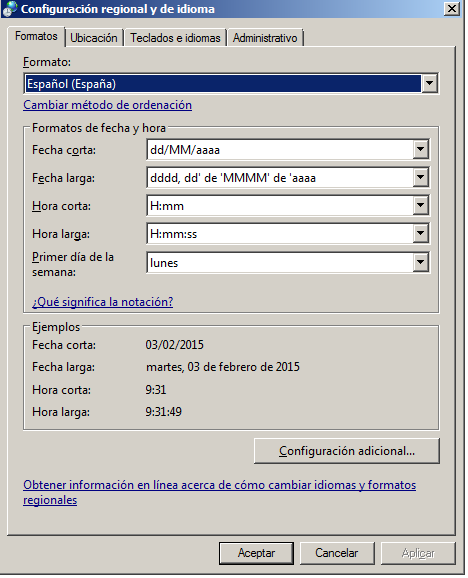 Configuración regional y de idioma
Formatos Ubicación Teclados e idiomas Administrativo
Formato:
Español (España)
Cambiar método de ordenación
Formatos de fecha y hora
Fecha corta: dd/MM/aaaa
Fecha larga: dddd, dd' de 'MMMM' de 'aaaa
Hora corta: H:mm
Hora larga: H:mm:ss
Primer día de la
semana: lunes
¿Qué significa la notación?
Ejemplos
Fecha corta: 03/02/2015
Fecha larga: martes, 03 de febrero de 2015
Hora corta: 9:31
Hora larga: 9:31:49
Configuración adicional...
Obtener información en línea acerca de cómo cambiar idiomas y formatos
regionales
Aceptar Cancelar Aplicar